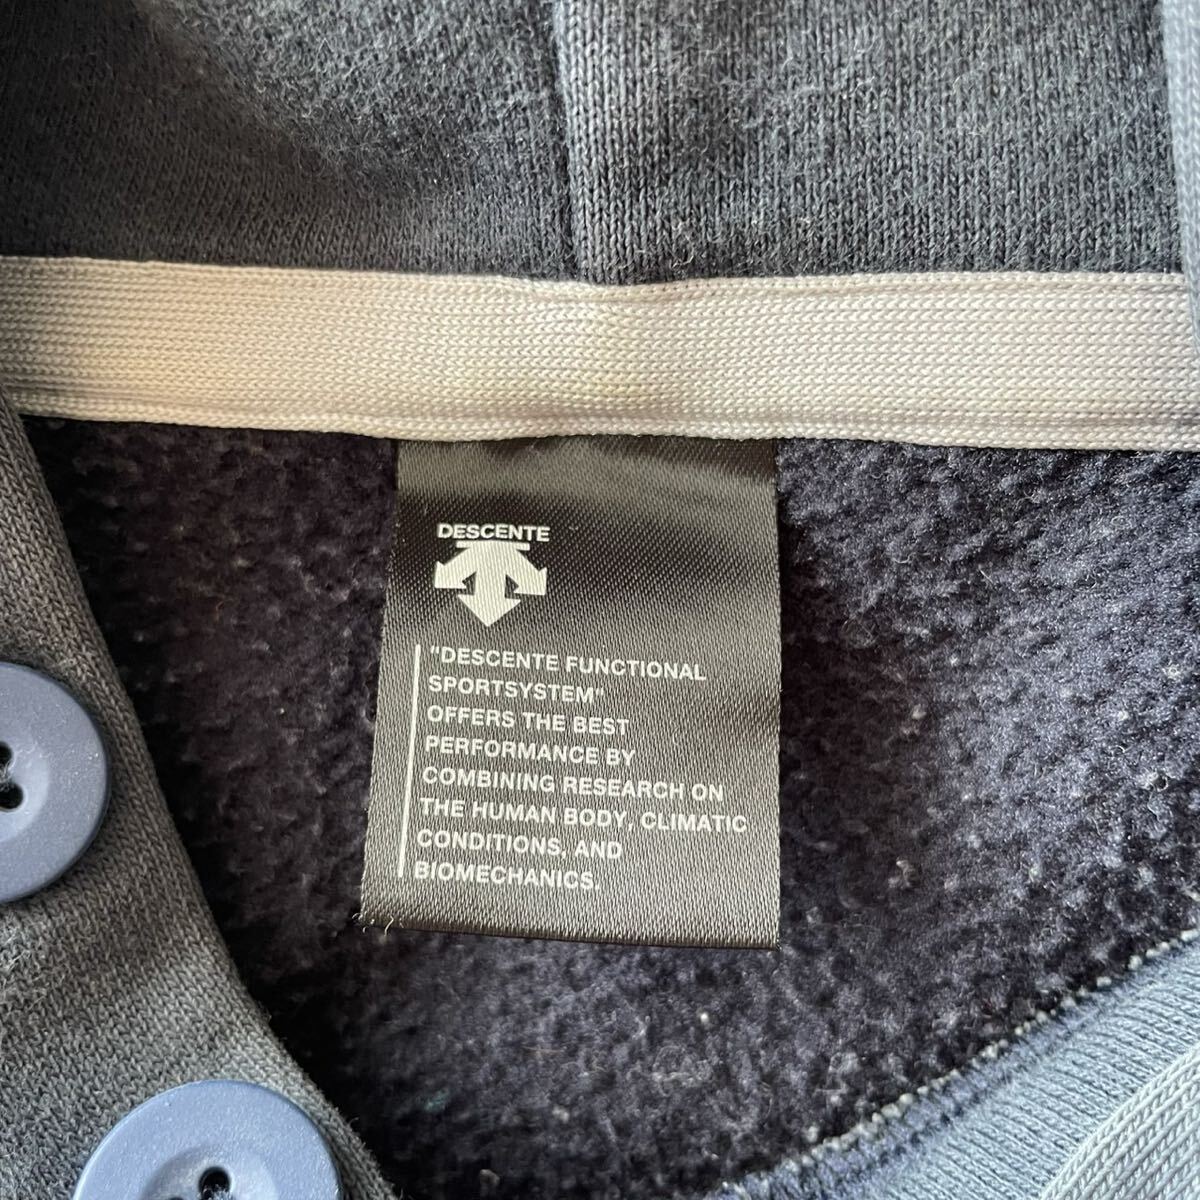 DESCENTE
"DESCENTE FUNCTIONAL
SPORTSYSTEM"
OFFERS THE BEST
PERFORMANCE BY
COMBINING RESEARCH ON
THE HUMAN BODY, CLIMATIC
CONDITIONS, AND
BIOMECHANICS.